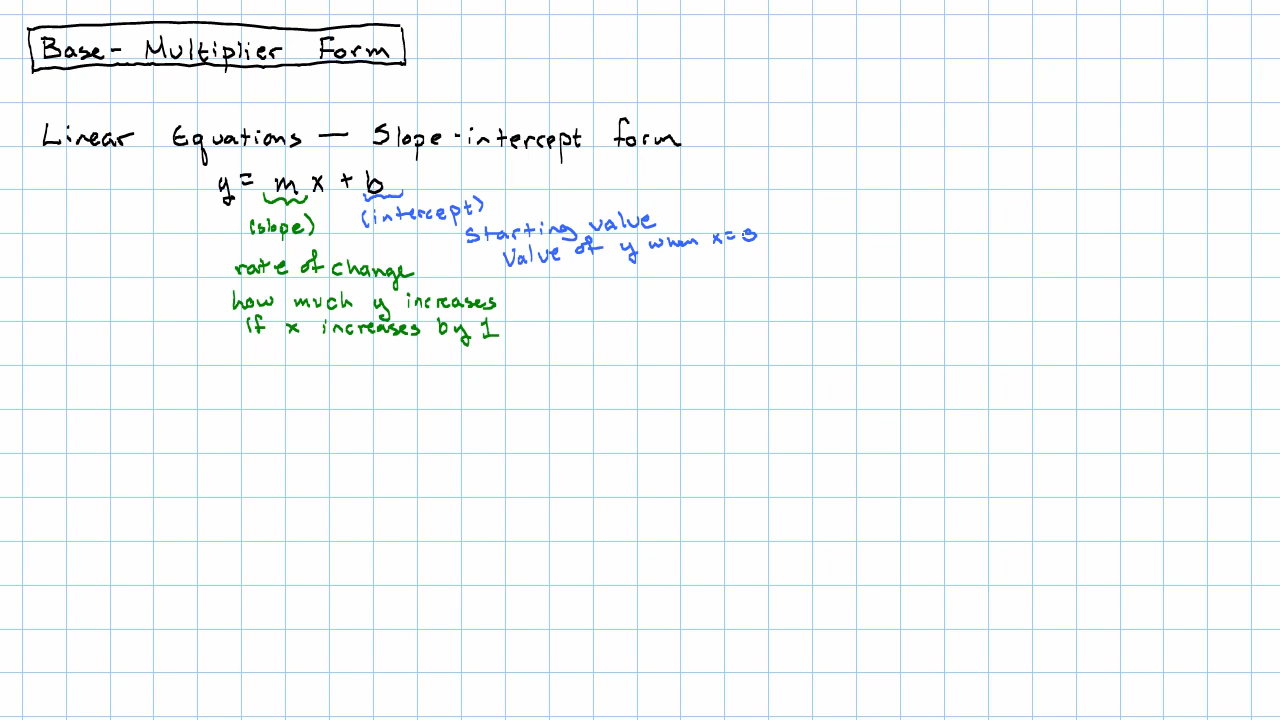 Base-Multiplier Form
Linear Equations — Slope-intercept form
y = mx + b
(slope)
(intercept)
Starting value
Value of y when x=0
rate of change
how much y increases
if x increases by 1